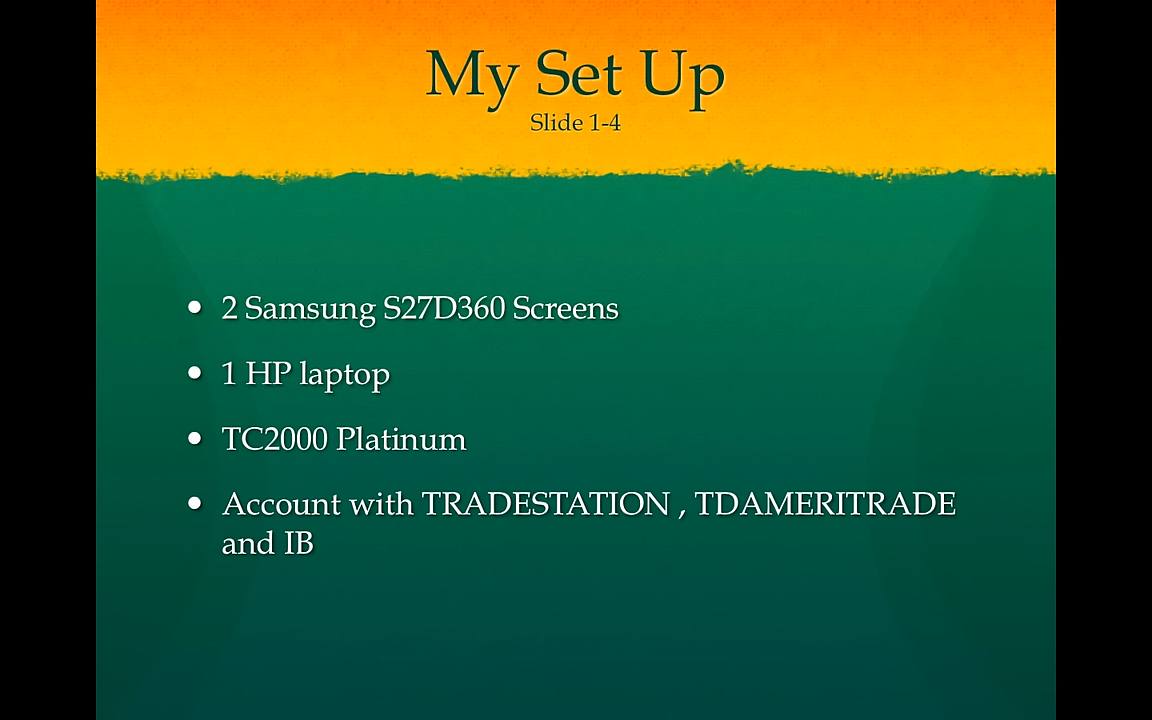 My Set Up
Slide 1-4
• 2 Samsung S27D360 Screens
• 1 HP laptop
• TC2000 Platinum
• Account with TRADESTATION , TDAMERITRADE
and IB